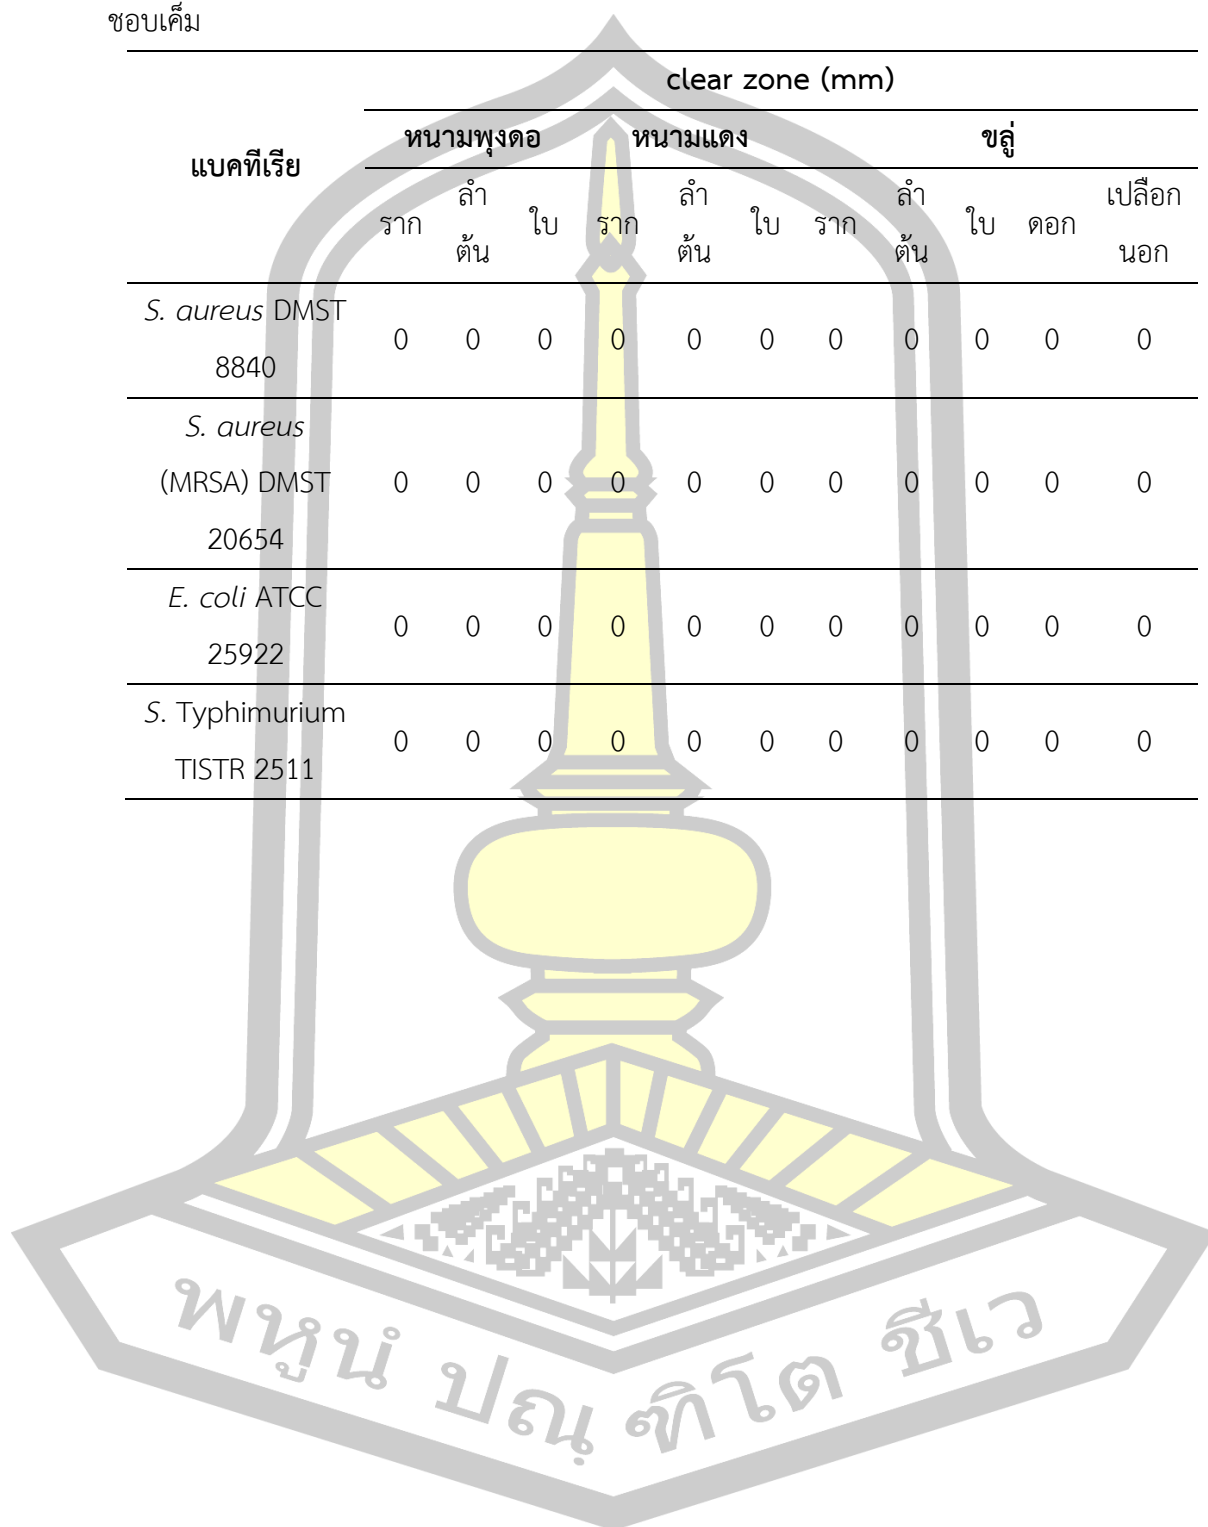 ชอบเค็ม
clear zone (mm)
แบคทีเรีย
หนามพุงดอ หนามแดง ขลู่
ราก ลำ ใบ ราก ลำ ใบ ราก ลำ ใบ ดอก เปลือก
ต้น ต้น ต้น นอก
S. aureus DMST
8840
0 0 0 0 0 0 0 0 0 0 0
S. aureus
(MRSA) DMST
20654
0 0 0 0 0 0 0 0 0 0 0
E. coli ATCC
25922
0 0 0 0 0 0 0 0 0 0 0
S. Typhimurium
TISTR 2511
0 0 0 0 0 0 0 0 0 0 0
พหูนํ ปณฺฑิโต ชีเว